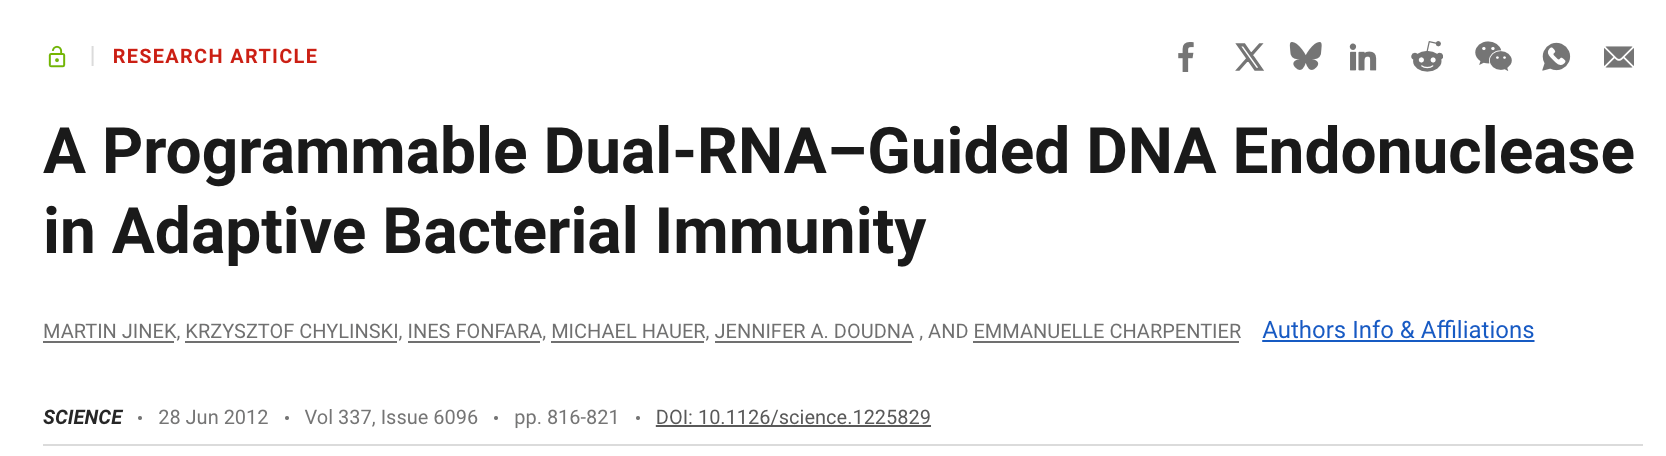 RESEARCH ARTICLE
A Programmable Dual-RNA–Guided DNA Endonuclease
in Adaptive Bacterial Immunity
MARTIN JINEK, KRZYSZTOF CHYLINSKI, INES FONFARA, MICHAEL HAUER, JENNIFER A. DOUDNA , AND EMMANUELLE CHARPENTIER Authors Info & Affiliations
SCIENCE • 28 Jun 2012 • Vol 337, Issue 6096 • pp. 816-821 • DOI: 10.1126/science.1225829